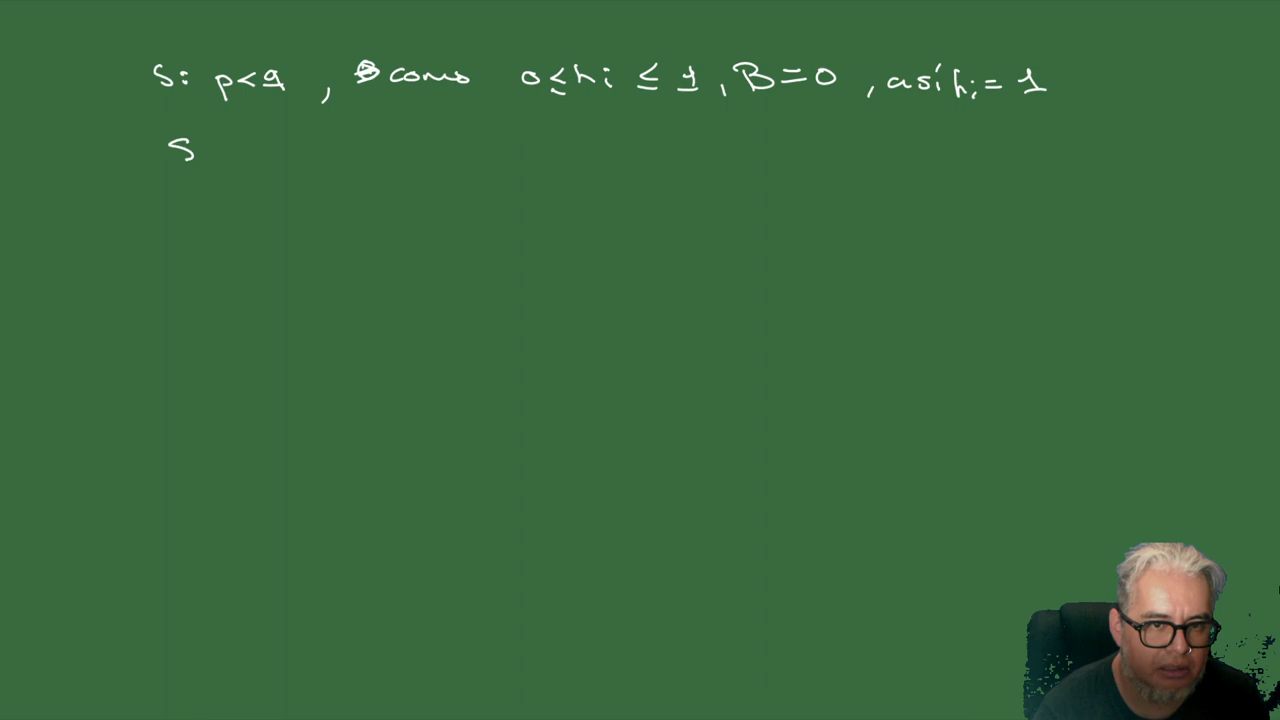 S: p<q, como 0≤hi ≤ 1, B=0, así hi= 1
S